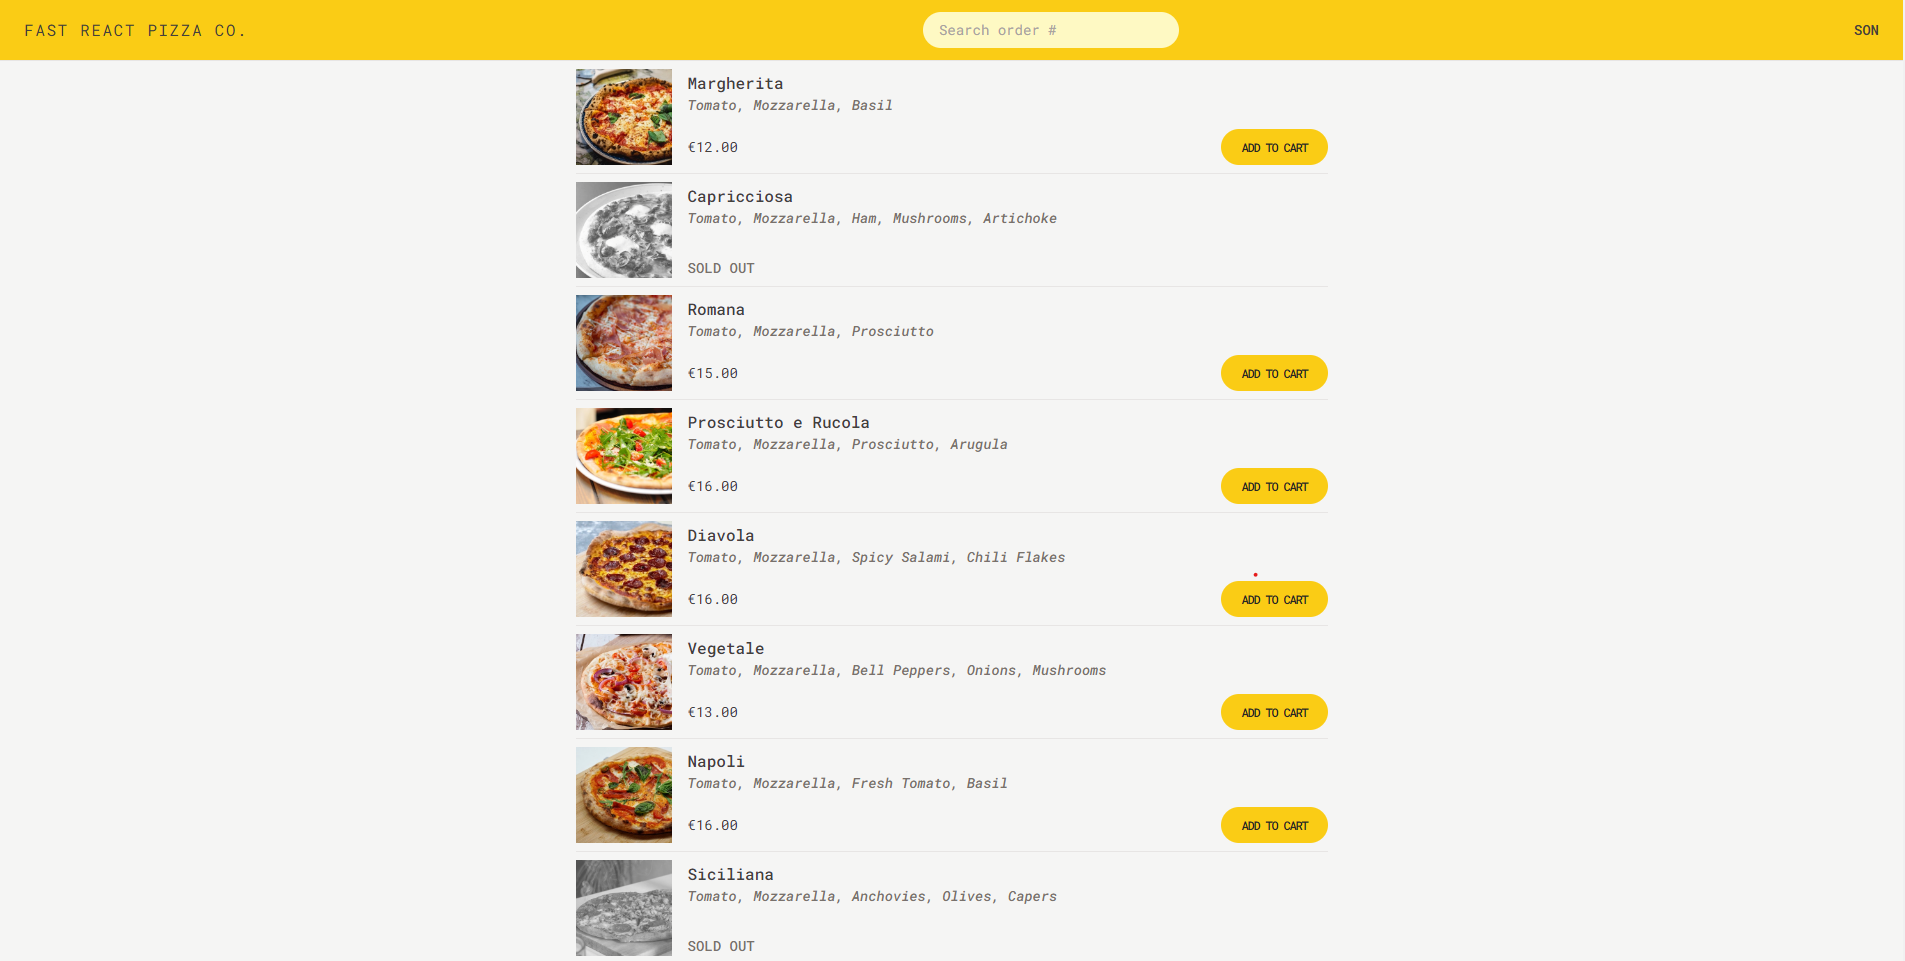 FAST REACT PIZZA CO.
Search order #
SON
Margherita
Tomato, Mozzarella, Basil
€12.00
ADD TO CART
Capricciosa
Tomato, Mozzarella, Ham, Mushrooms, Artichoke
SOLD OUT
Romana
Tomato, Mozzarella, Prosciutto
€15.00
ADD TO CART
Prosciutto e Rucola
Tomato, Mozzarella, Prosciutto, Arugula
€16.00
ADD TO CART
Diavola
Tomato, Mozzarella, Spicy Salami, Chili Flakes
€16.00
ADD TO CART
Vegetale
Tomato, Mozzarella, Bell Peppers, Onions, Mushrooms
€13.00
ADD TO CART
Napoli
Tomato, Mozzarella, Fresh Tomato, Basil
€16.00
ADD TO CART
Siciliana
Tomato, Mozzarella, Anchovies, Olives, Capers
SOLD OUT